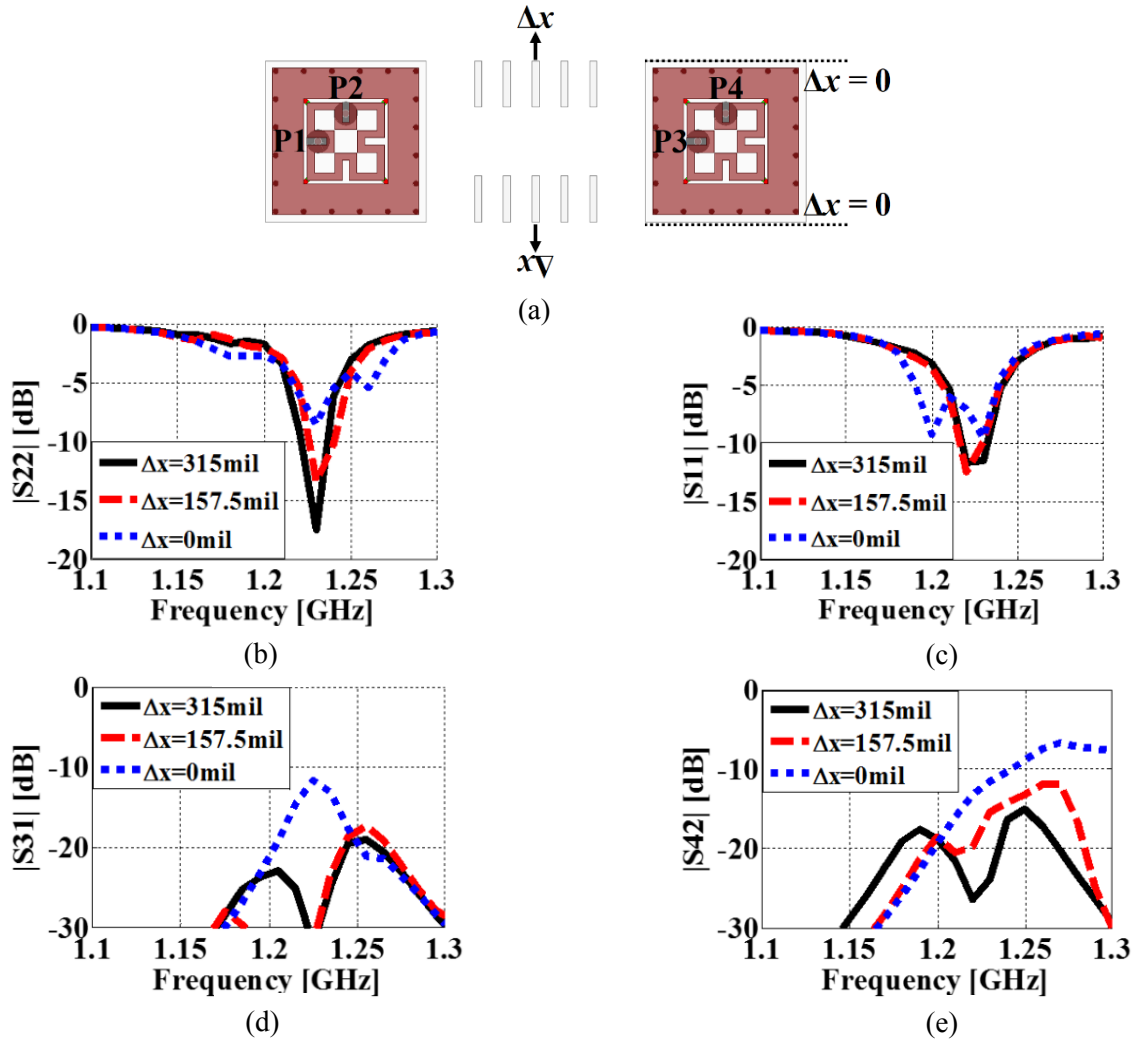 Δx
P2
P4
Δx = 0
P1
P3
Δx = 0
Δx
(a)
0
-5
-10
-15
-20
|S22| [dB]
Δx=315mil
Δx=157.5mil
Δx=0mil
1.1
1.15
1.2
1.25
1.3
Frequency [GHz]
(b)
0
-5
-10
-15
-20
|S11| [dB]
Δx=315mil
Δx=157.5mil
Δx=0mil
1.1
1.15
1.2
1.25
1.3
Frequency [GHz]
(c)
0
-10
-20
-30
|S31| [dB]
Δx=315mil
Δx=157.5mil
Δx=0mil
1.1
1.15
1.2
1.25
1.3
Frequency [GHz]
(d)
0
-10
-20
-30
|S42| [dB]
Δx=315mil
Δx=157.5mil
Δx=0mil
1.1
1.15
1.2
1.25
1.3
Frequency [GHz]
(e)